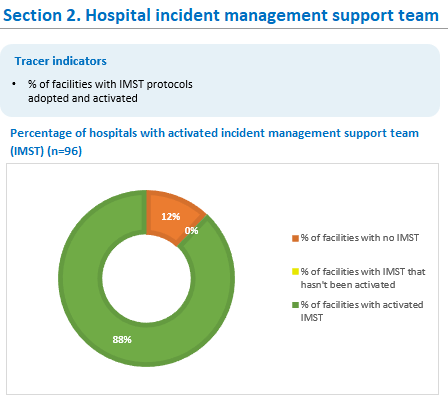 Section 2. Hospital incident management support team
Tracer indicators
• % of facilities with IMST protocols
adopted and activated
Percentage of hospitals with activated incident management support team
(IMST) (n=96)
12%
0%
88%
% of facilities with no IMST
% of facilities with IMST that
hasn't been activated
% of facilities with activated
IMST